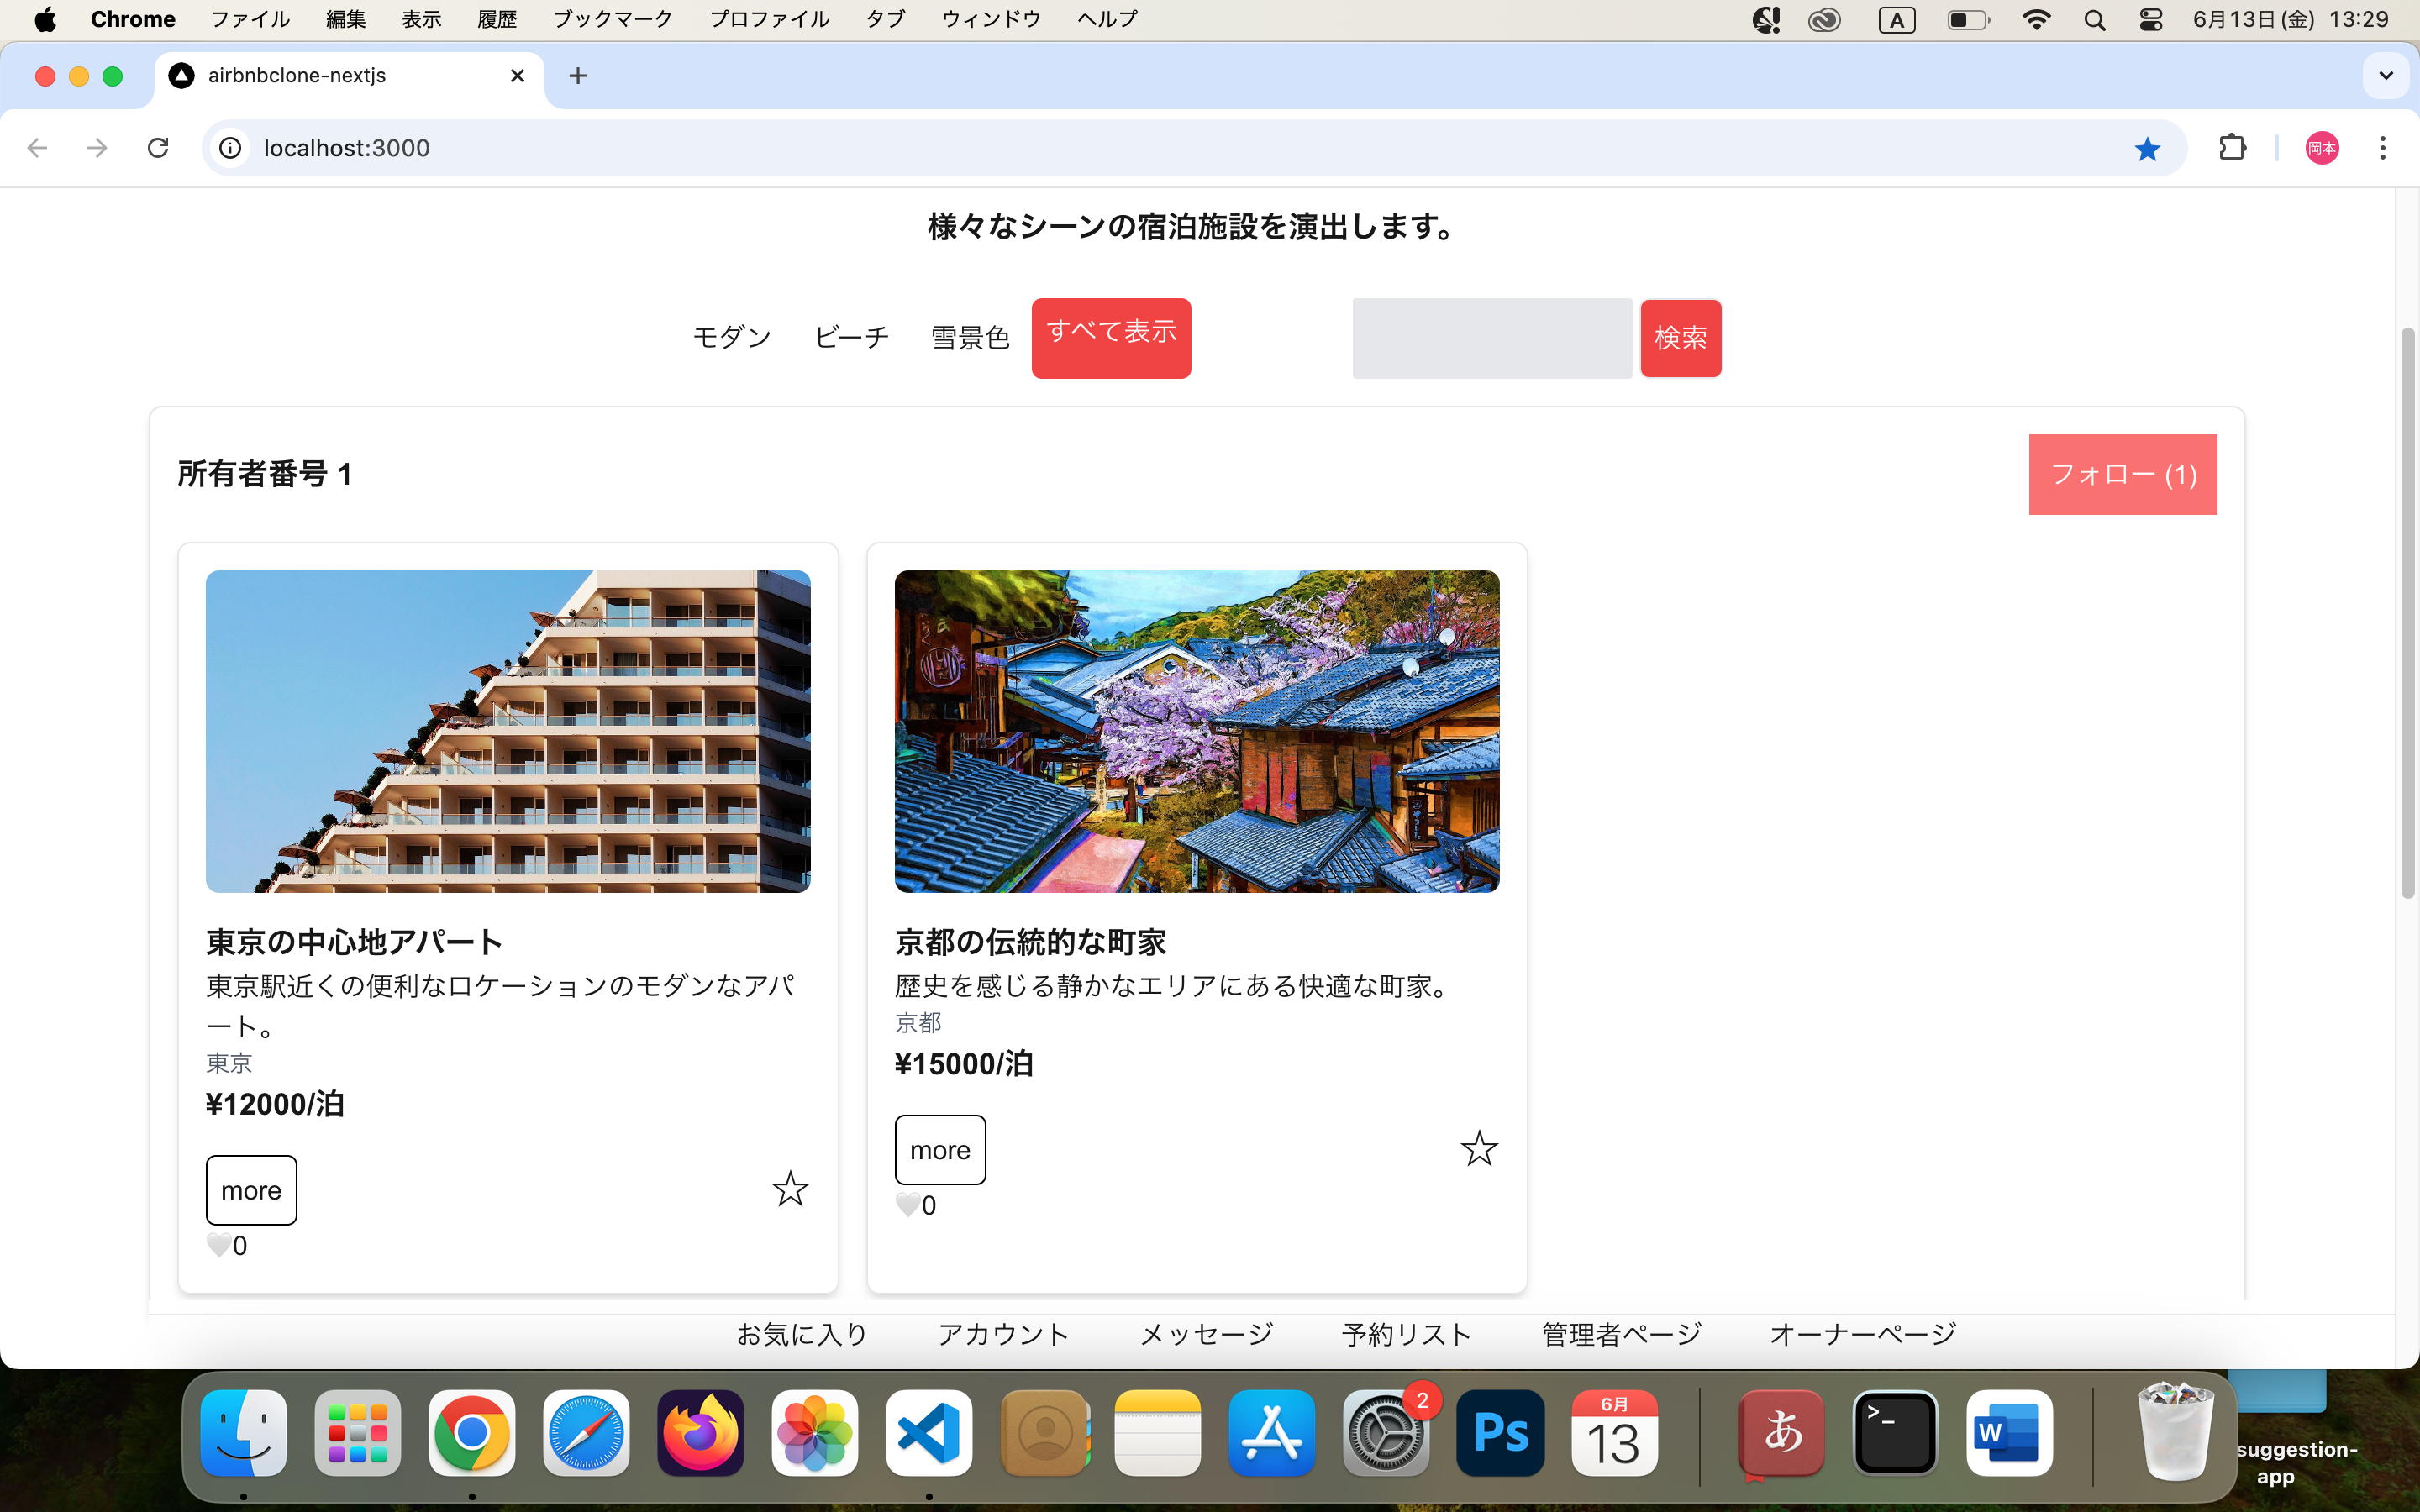 Chrome ファイル 編集 表示 履歴 ブックマーク プロファイル タブ ウィンドウ ヘルプ A 6月13日(金) 13:29
airbnbclone-nextjs
localhost:3000 岡本
様々なシーンの宿泊施設を演出します。
モダン ビーチ 雪景色 すべて表示 検索
所有者番号 1 フォロー (1)
東京の中心地アパート
東京駅近くの便利なロケーションのモダンなアパ
ート。
東京
¥12000/泊
more ☆
🤍0
京都の伝統的な町家
歴史を感じる静かなエリアにある快適な町家。
京都
¥15000/泊
more ☆
🤍0
お気に入り アカウント メッセージ 予約リスト 管理者ページ オーナーページ
2
Ps
6月
13
あ
>_
W
suggestion-
app